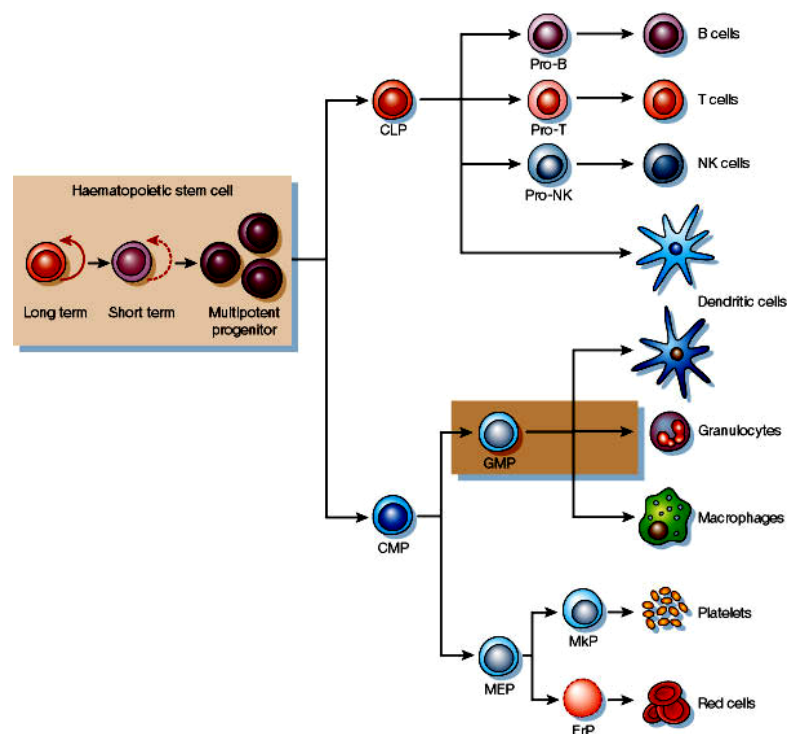 B cells
Pro-B
CLP
T cells
Pro-T
Haematopoietic stem cell
NK cells
Pro-NK
Long term
Short term
Multipotent
progenitor
Dendritic cells
GMP
Granulocytes
CMP
Macrophages
MkP
Platelets
MEP
ErP
Red cells